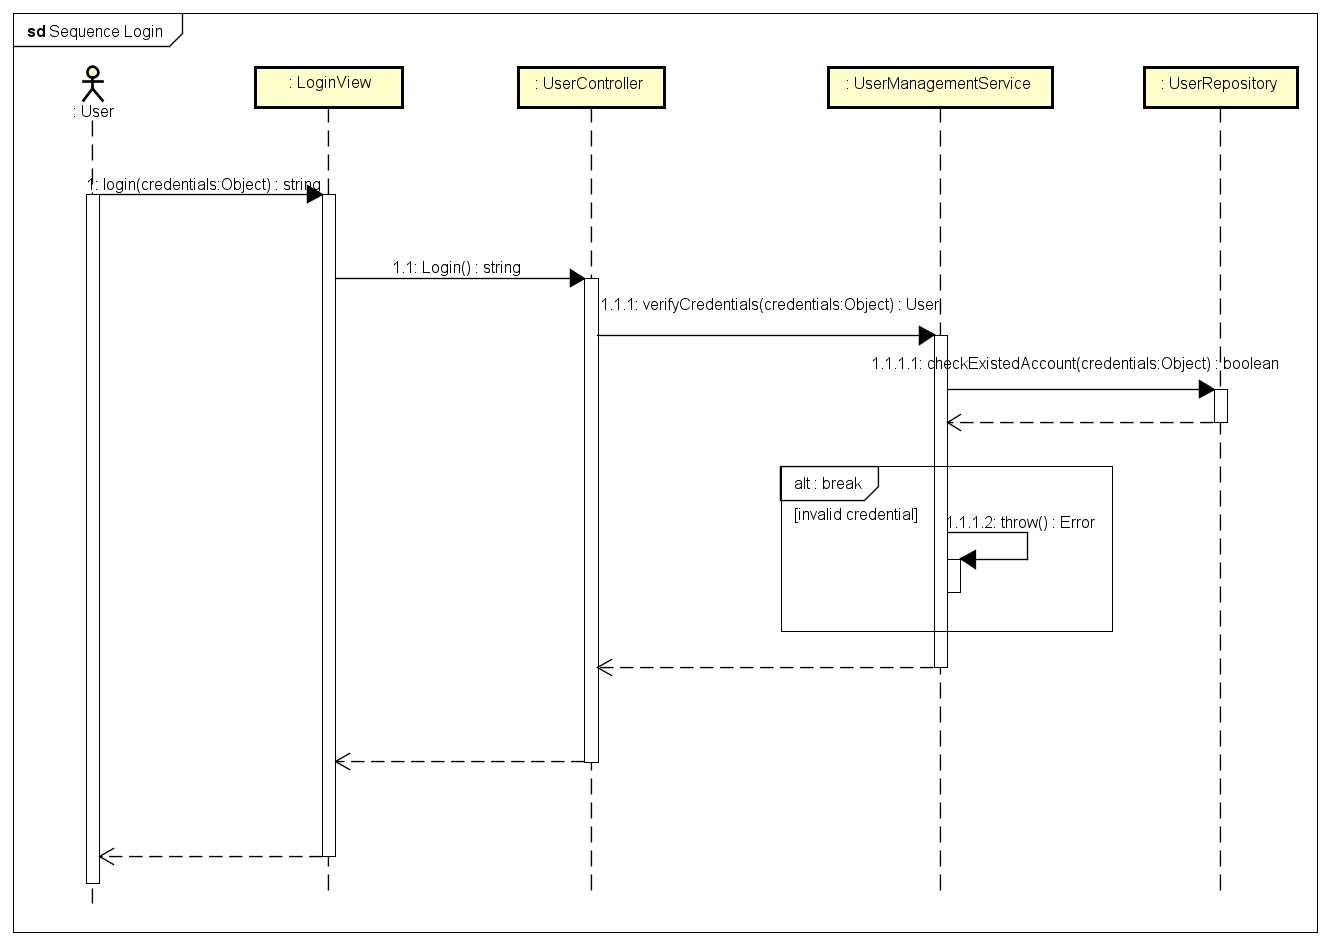 sd Sequence Login
: User
: LoginView
: UserController
: UserManagementService
: UserRepository
1: login(credentials:Object) : string
1.1: Login() : string
1.1.1: verifyCredentials(credentials:Object) : User
1.1.1.1: checkExistedAccount(credentials:Object) : boolean
alt : break
[invalid credential]
1.1.1.2: throw() : Error